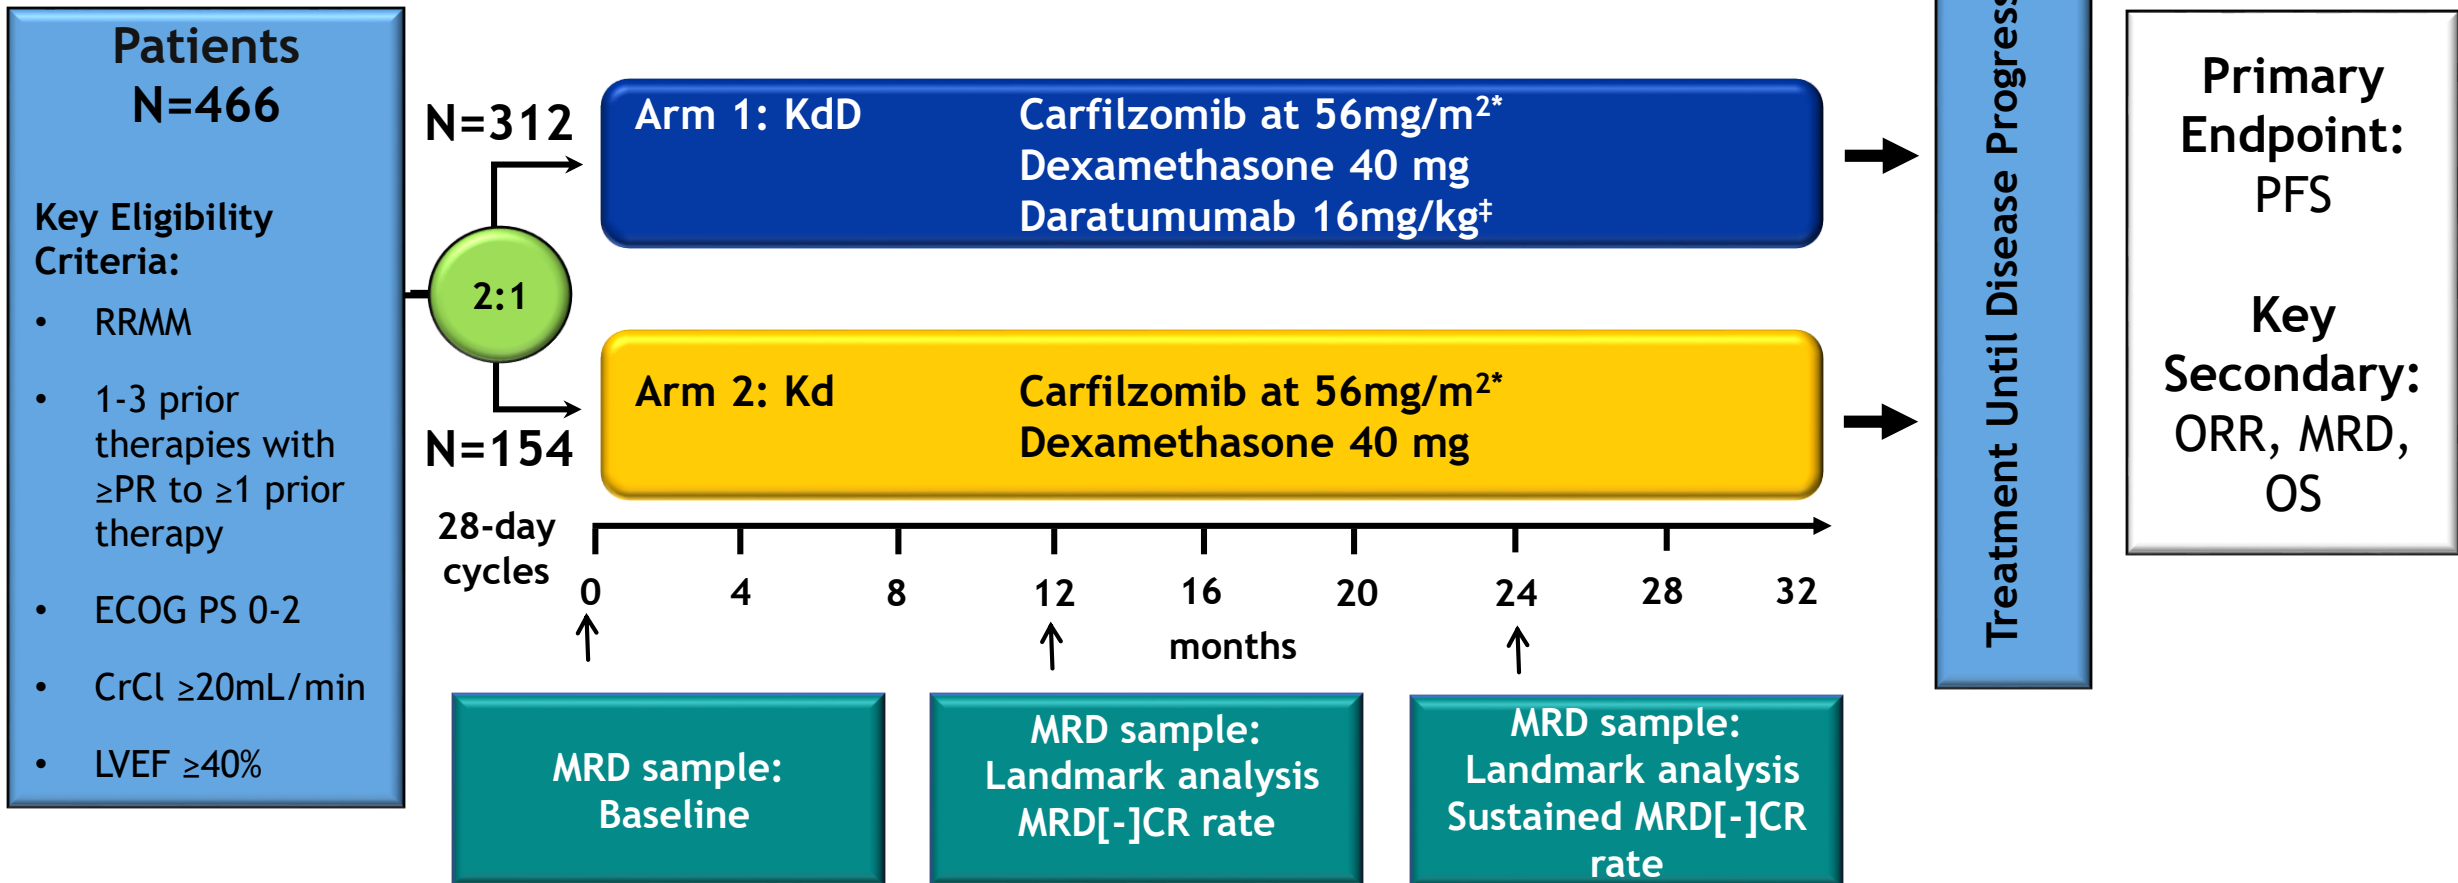 Patients
N=466
Key Eligibility
Criteria:
• RRMM
• 1-3 prior
therapies with
≥PR to ≥1 prior
therapy
• ECOG PS 0-2
• CrCl ≥20mL/min
• LVEF ≥40%
2:1
N=312
Arm 1: KdD
Carfilzomib at 56mg/m²*
Dexamethasone 40 mg
Daratumumab 16mg/kg‡
N=154
Arm 2: Kd
Carfilzomib at 56mg/m²*
Dexamethasone 40 mg
28-day
cycles
0 4 8 12 16 20 24 28 32
months
MRD sample:
Baseline
MRD sample:
Landmark analysis
MRD[-]CR rate
MRD sample:
Landmark analysis
Sustained MRD[-]CR
rate
Treatment Until Disease Progress
Primary
Endpoint:
PFS
Key
Secondary:
ORR, MRD,
OS